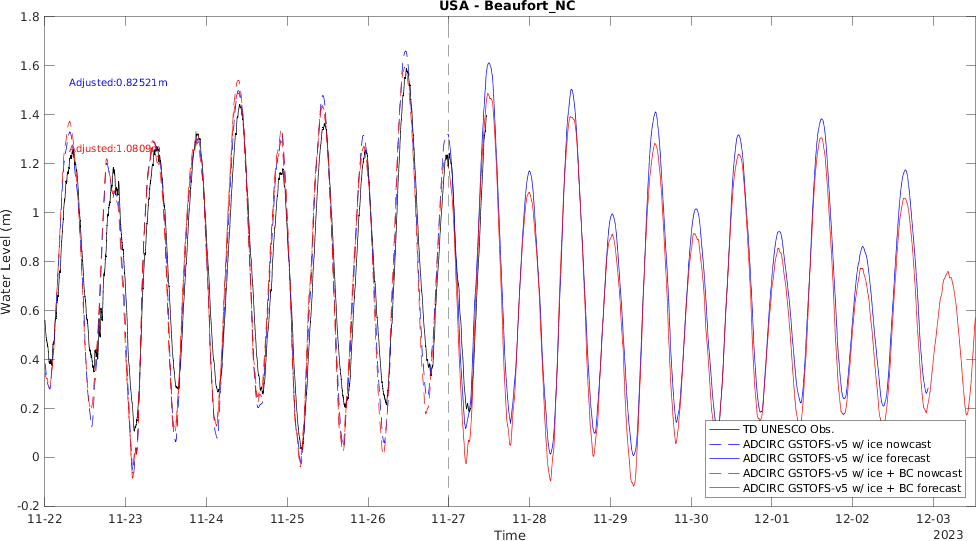 USA - Beaufort_NC
1.8
1.6
1.4
1.2
1
0.8
0.6
0.4
0.2
0
-0.2
Water Level (m)
Adjusted:0.82521m
Adjusted:1.0809
TD UNESCO Obs.
ADCIRC GSTOFS-v5 w/ ice nowcast
ADCIRC GSTOFS-v5 w/ ice forecast
ADCIRC GSTOFS-v5 w/ ice + BC nowcast
ADCIRC GSTOFS-v5 w/ ice + BC forecast
11-22 11-23 11-24 11-25 11-26 11-27 11-28 11-29 11-30 12-01 12-02 12-03
Time
2023